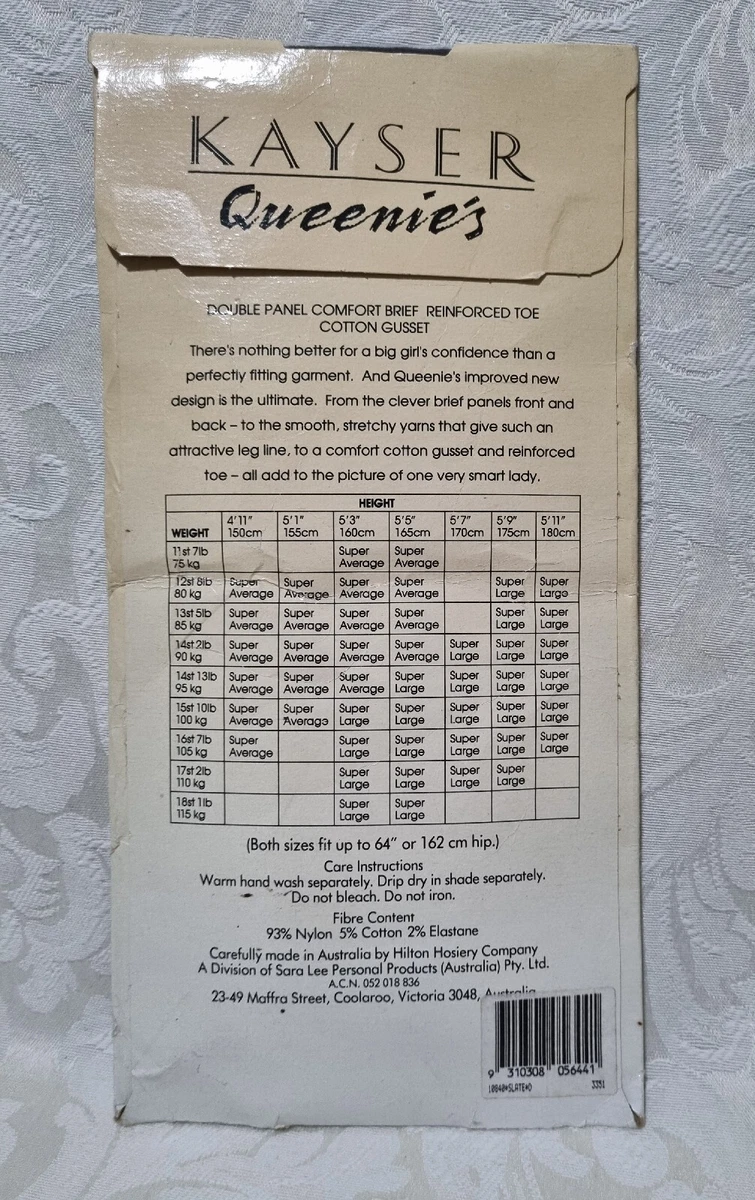 KAYSER
Queenie's
DOUBLE PANEL COMFORT BRIEF REINFORCED TOE
COTTON GUSSET
There's nothing better for a big girl's confidence than a
perfectly fitting garment. And Queenie's improved new
design is the ultimate. From the clever brief panels front and
back – to the smooth, stretchy yarns that give such an
attractive leg line, to a comfort cotton gusset and reinforced
toe – all add to the picture of one very smart lady.
HEIGHT
WEIGHT 4'11" 150cm 5'1" 155cm 5'3" 160cm 5'5" 165cm 5'7" 170cm 5'9" 175cm 5'11" 180cm
11st 7lb 75 kg Super Average Super Average
12st 8lb 80 kg Super Average Super Average Super Average Super Average Super Large Super Large
13st 5lb 85 kg Super Average Super Average Super Average Super Average Super Large Super Large
14st 2lb 90 kg Super Average Super Average Super Average Super Average Super Large Super Large Super Large
14st 13lb 95 kg Super Average Super Average Super Average Super Large Super Large Super Large Super Large
15st 10lb 100 kg Super Average Super Average Super Large Super Large Super Large Super Large Super Large
16st 7lb 105 kg Super Average Super Large Super Large Super Large Super Large Super Large
17st 2lb 110 kg Super Large Super Large Super Large Super Large
18st 1lb 115 kg Super Large Super Large
(Both sizes fit up to 64" or 162 cm hip.)
Care Instructions
Warm hand wash separately. Drip dry in shade separately.
Do not bleach. Do not iron.
Fibre Content
93% Nylon 5% Cotton 2% Elastane
Carefully made in Australia by Hilton Hosiery Company
A Division of Sara Lee Personal Products (Australia) Pty. Ltd.
A.C.N. 052 018 836
23-49 Maffra Street, Coolaroo, Victoria 3048, Australia
9 310308 056441
3351